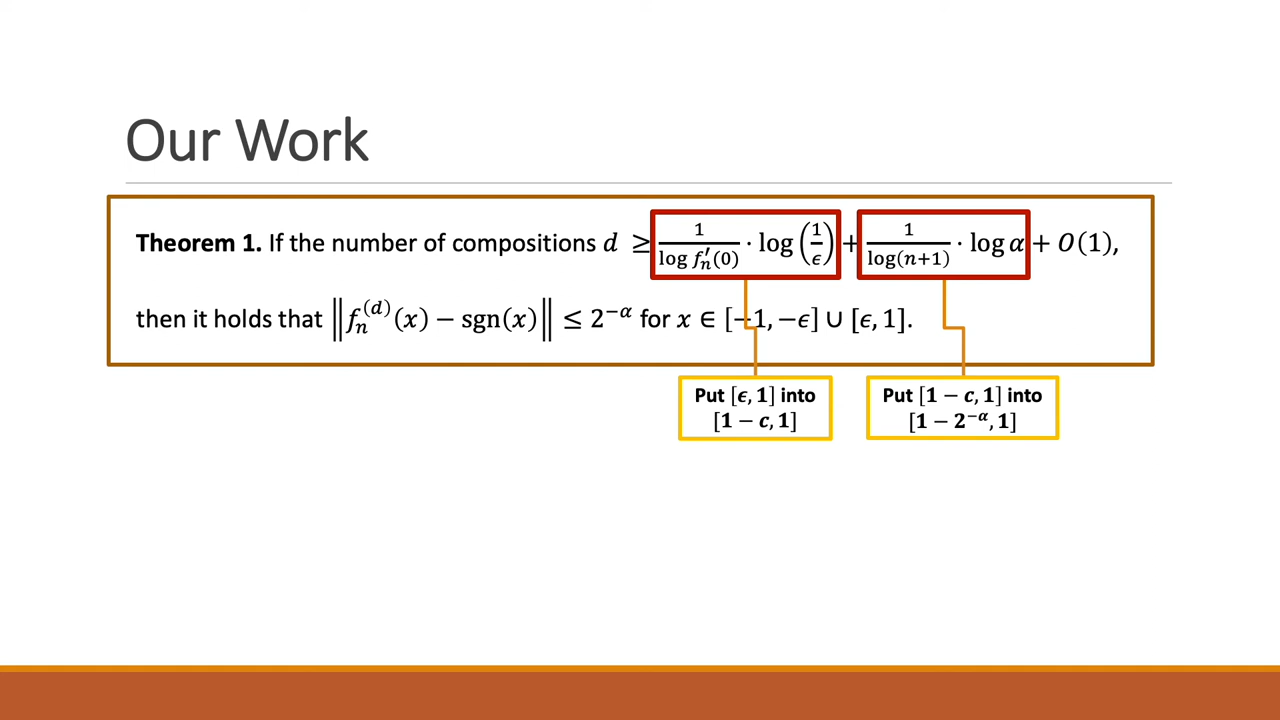 Our Work
Theorem 1. If the number of compositions d ≥ 1/log fₙ′(0) · log (1/ϵ) + 1/log(n+1) · log α + O(1),
then it holds that ‖fₙ⁽ᵈ⁾(x) − sgn(x)‖ ≤ 2^−α for x ∈ [−1, −ϵ] ∪ [ϵ, 1].
Put [ϵ, 1] into
[1 − c, 1]
Put [1 − c, 1] into
[1 − 2^−α, 1]